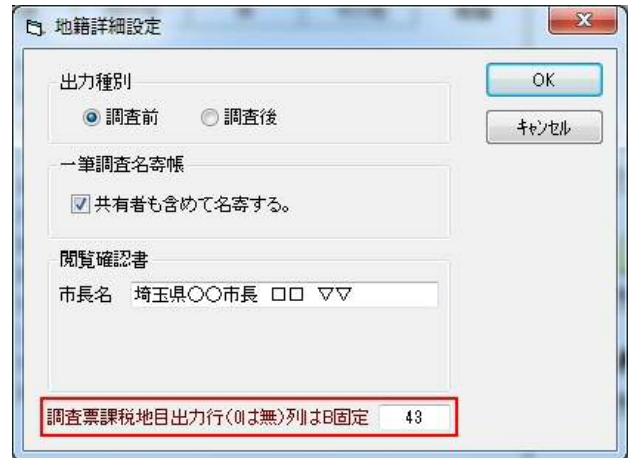 地籍詳細設定
出力種別
調査前 調査後
OK
キャンセル
一筆調査名寄帳
共有者も含めて名寄する。
閲覧確認書
市長名 埼玉県〇〇市長 □□ ▽▽
調査票課税地目出力行(0は無)列はB固定 43